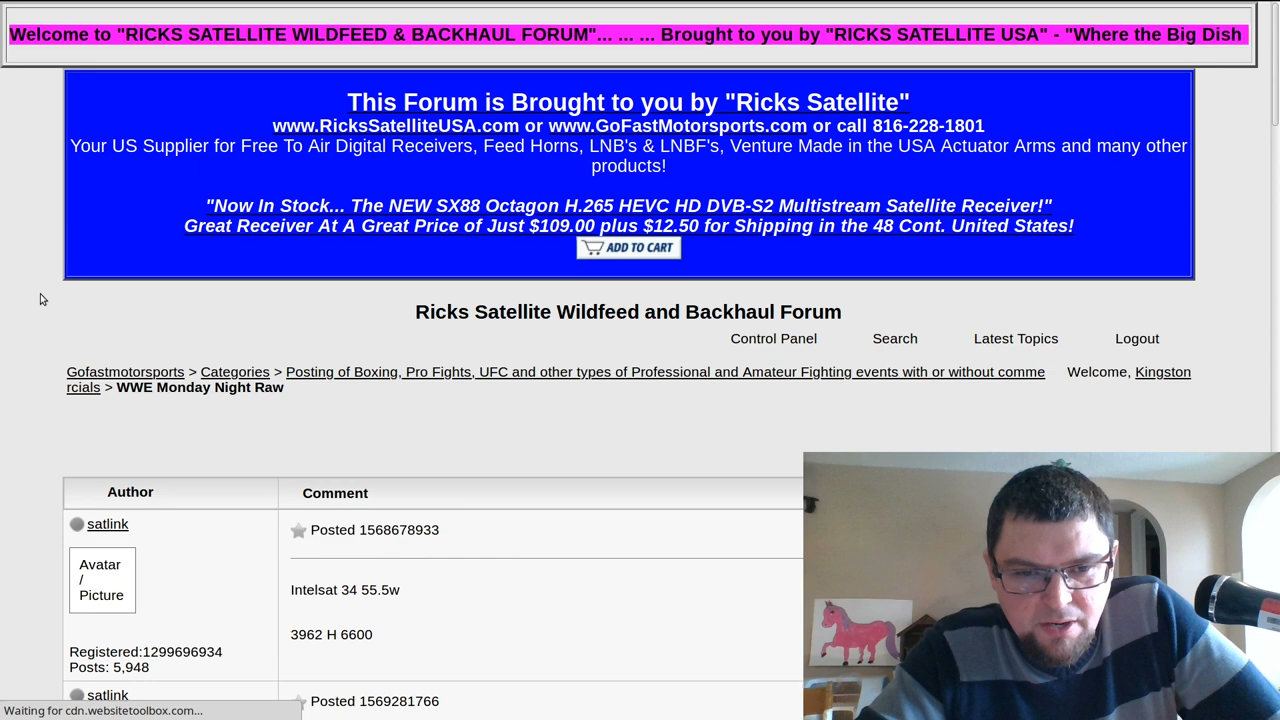 Welcome to "RICKS SATELLITE WILDFEED & BACKHAUL FORUM"... ... ... Brought to you by "RICKS SATELLITE USA" - "Where the Big Dish
This Forum is Brought to you by "Ricks Satellite"
www.RicksSatelliteUSA.com or www.GoFastMotorsports.com or call 816-228-1801
Your US Supplier for Free To Air Digital Receivers, Feed Horns, LNB's & LNBF's, Venture Made in the USA Actuator Arms and many other
products!
"Now In Stock... The NEW SX88 Octagon H.265 HEVC HD DVB-S2 Multistream Satellite Receiver!"
Great Receiver At A Great Price of Just $109.00 plus $12.50 for Shipping in the 48 Cont. United States!
ADD TO CART
Ricks Satellite Wildfeed and Backhaul Forum
Control Panel Search Latest Topics Logout
Gofastmotorsports > Categories > Posting of Boxing, Pro Fights, UFC and other types of Professional and Amateur Fighting events with or without comme
rcials > WWE Monday Night Raw
Welcome, Kingston
Author Comment
satlink
Posted 1568678933
Avatar
/
Picture
Intelsat 34 55.5w
3962 H 6600
Registered:1299696934
Posts: 5,948
satlink
Posted 1569281766
Waiting for cdn.websitetoolbox.com...